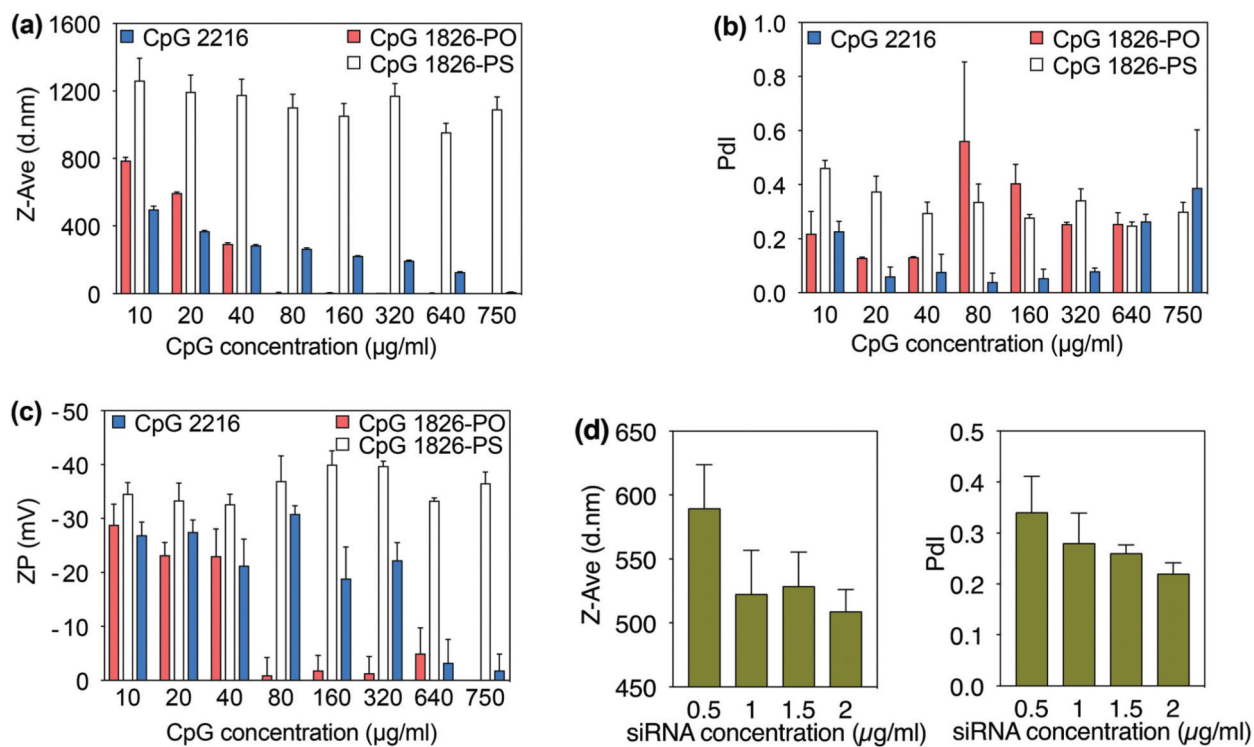 (a)
CpG 2216
CpG 1826-PO
CpG 1826-PS
Z-Ave (d.nm)
1600
1200
800
400
0
10 20 40 80 160 320 640 750
CpG concentration (µg/ml)
(b)
CpG 2216
CpG 1826-PO
CpG 1826-PS
PdI
1.0
0.8
0.6
0.4
0.2
0.0
10 20 40 80 160 320 640 750
CpG concentration (µg/ml)
(c)
CpG 2216
CpG 1826-PO
CpG 1826-PS
ZP (mV)
-50
-40
-30
-20
-10
0
10 20 40 80 160 320 640 750
CpG concentration (µg/ml)
(d)
Z-Ave (d.nm)
650
600
550
500
450
0.5 1 1.5 2
siRNA concentration (µg/ml)
PdI
0.5
0.4
0.3
0.2
0.1
0.0
0.5 1 1.5 2
siRNA concentration (µg/ml)